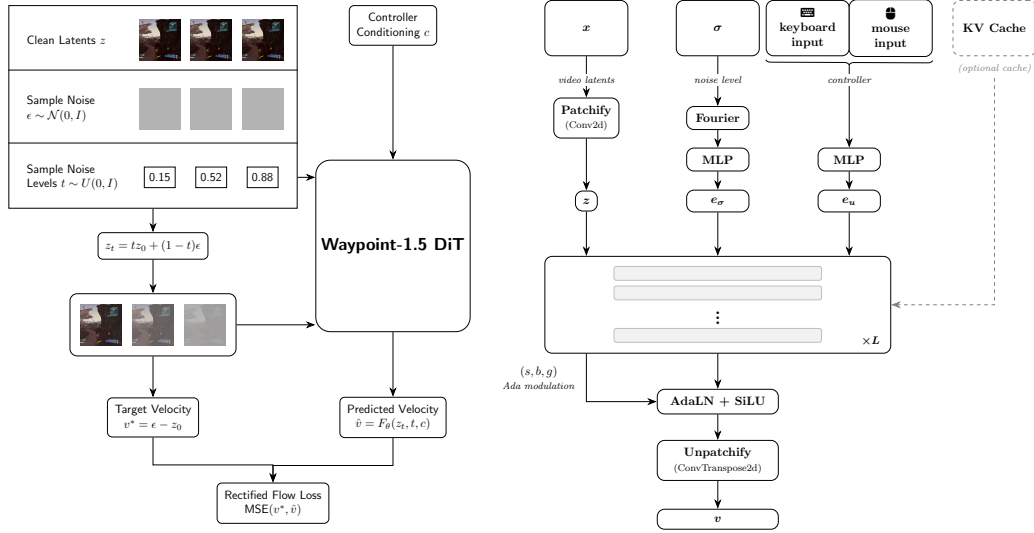 Clean Latents z
Sample Noise
ϵ ∼ 𝒩(0, I)
Sample Noise
Levels t ∼ U(0, I)
0.15 0.52 0.88
z_t = tz_0 + (1 − t)ϵ
Controller
Conditioning c
Waypoint-1.5 DiT
Target Velocity
v* = ϵ − z_0
Predicted Velocity
v̂ = F_θ(z_t, t, c)
Rectified Flow Loss
MSE(v*, v̂)
x
σ
keyboard
input
mouse
input
KV Cache
video latents
noise level
controller
(optional cache)
Patchify
(Conv2d)
Fourier
MLP
MLP
z
e_σ
e_u
⋮
×L
(s, b, g)
Ada modulation
AdaLN + SiLU
Unpatchify
(ConvTranspose2d)
v